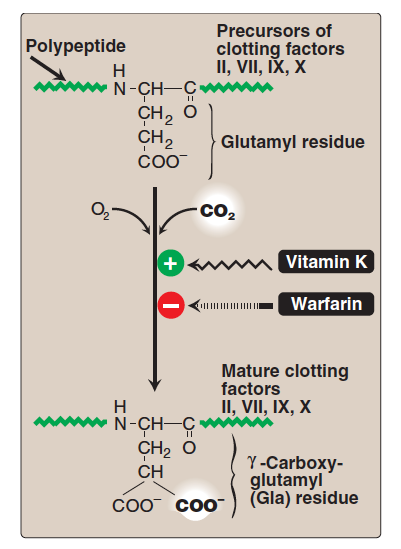 Precursors of
clotting factors
II, VII, IX, X
Polypeptide
H
N-CH—C
CH₂ O
CH₂
COO⁻
Glutamyl residue
O₂
CO₂
+
Vitamin K
−
Warfarin
Mature clotting
factors
II, VII, IX, X
H
N-CH—C
CH₂ O
CH
COO⁻ COO⁻
γ-Carboxy-
glutamyl
(Gla) residue